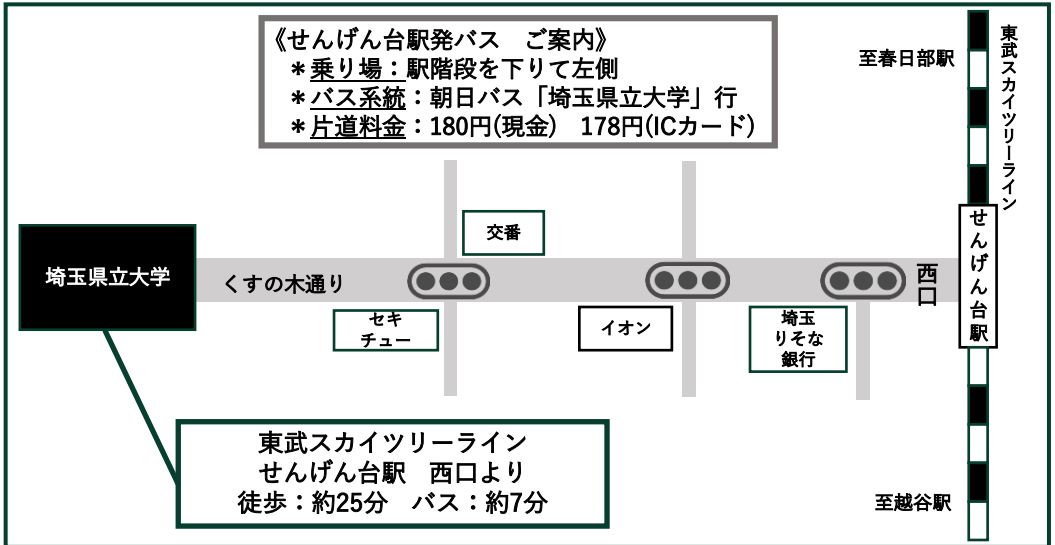 《せんげん台駅発バス　ご案内》
＊乗り場：駅階段を下りて左側
＊バス系統：朝日バス「埼玉県立大学」行
＊片道料金：180円(現金)　178円(ICカード)
至春日部駅
東武スカイツリーライン
交番
埼玉県立大学
くすの木通り
西口
せんげん台駅
セキ
チュー
イオン
埼玉
りそな
銀行
東武スカイツリーライン
せんげん台駅　西口より
徒歩：約25分　バス：約7分
至越谷駅